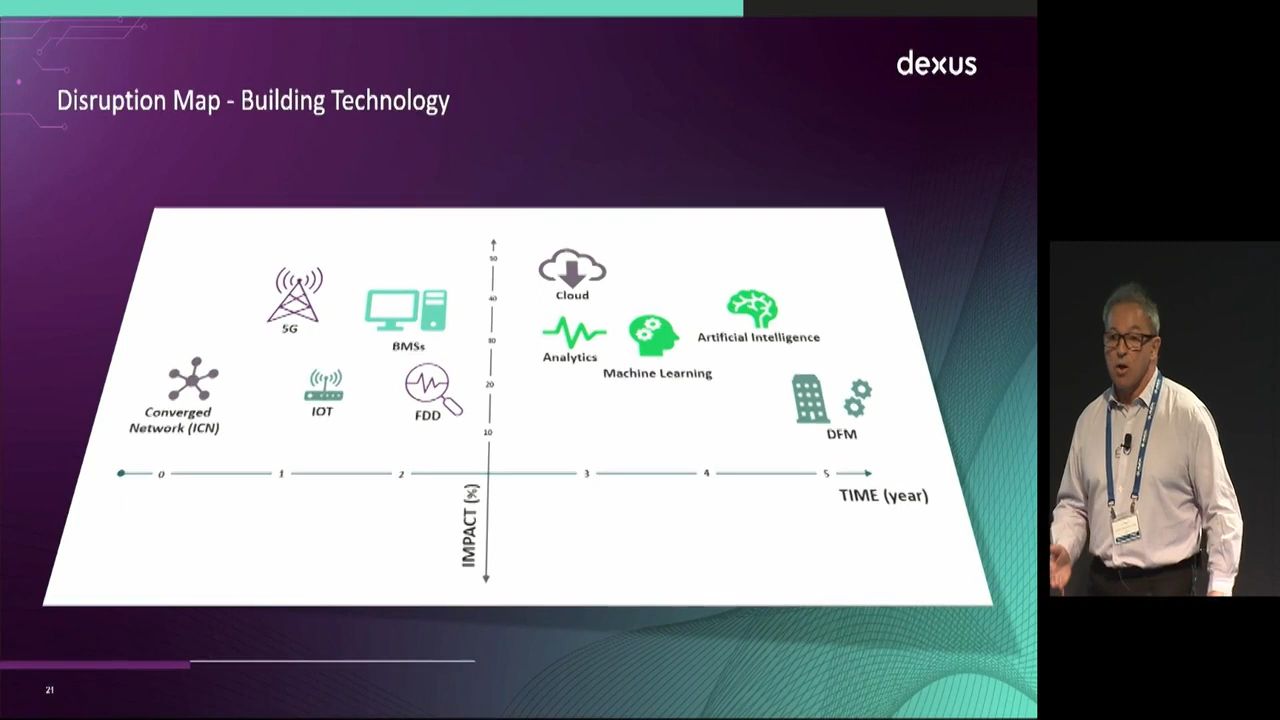 dexus
Disruption Map - Building Technology
50
Cloud
5G
40
Artificial Intelligence
BMSs
30
Analytics
Machine Learning
20
Converged
Network (ICN)
IOT
FDD
10
DFM
0
1
2
3
4
5
TIME (year)
IMPACT (%)
21